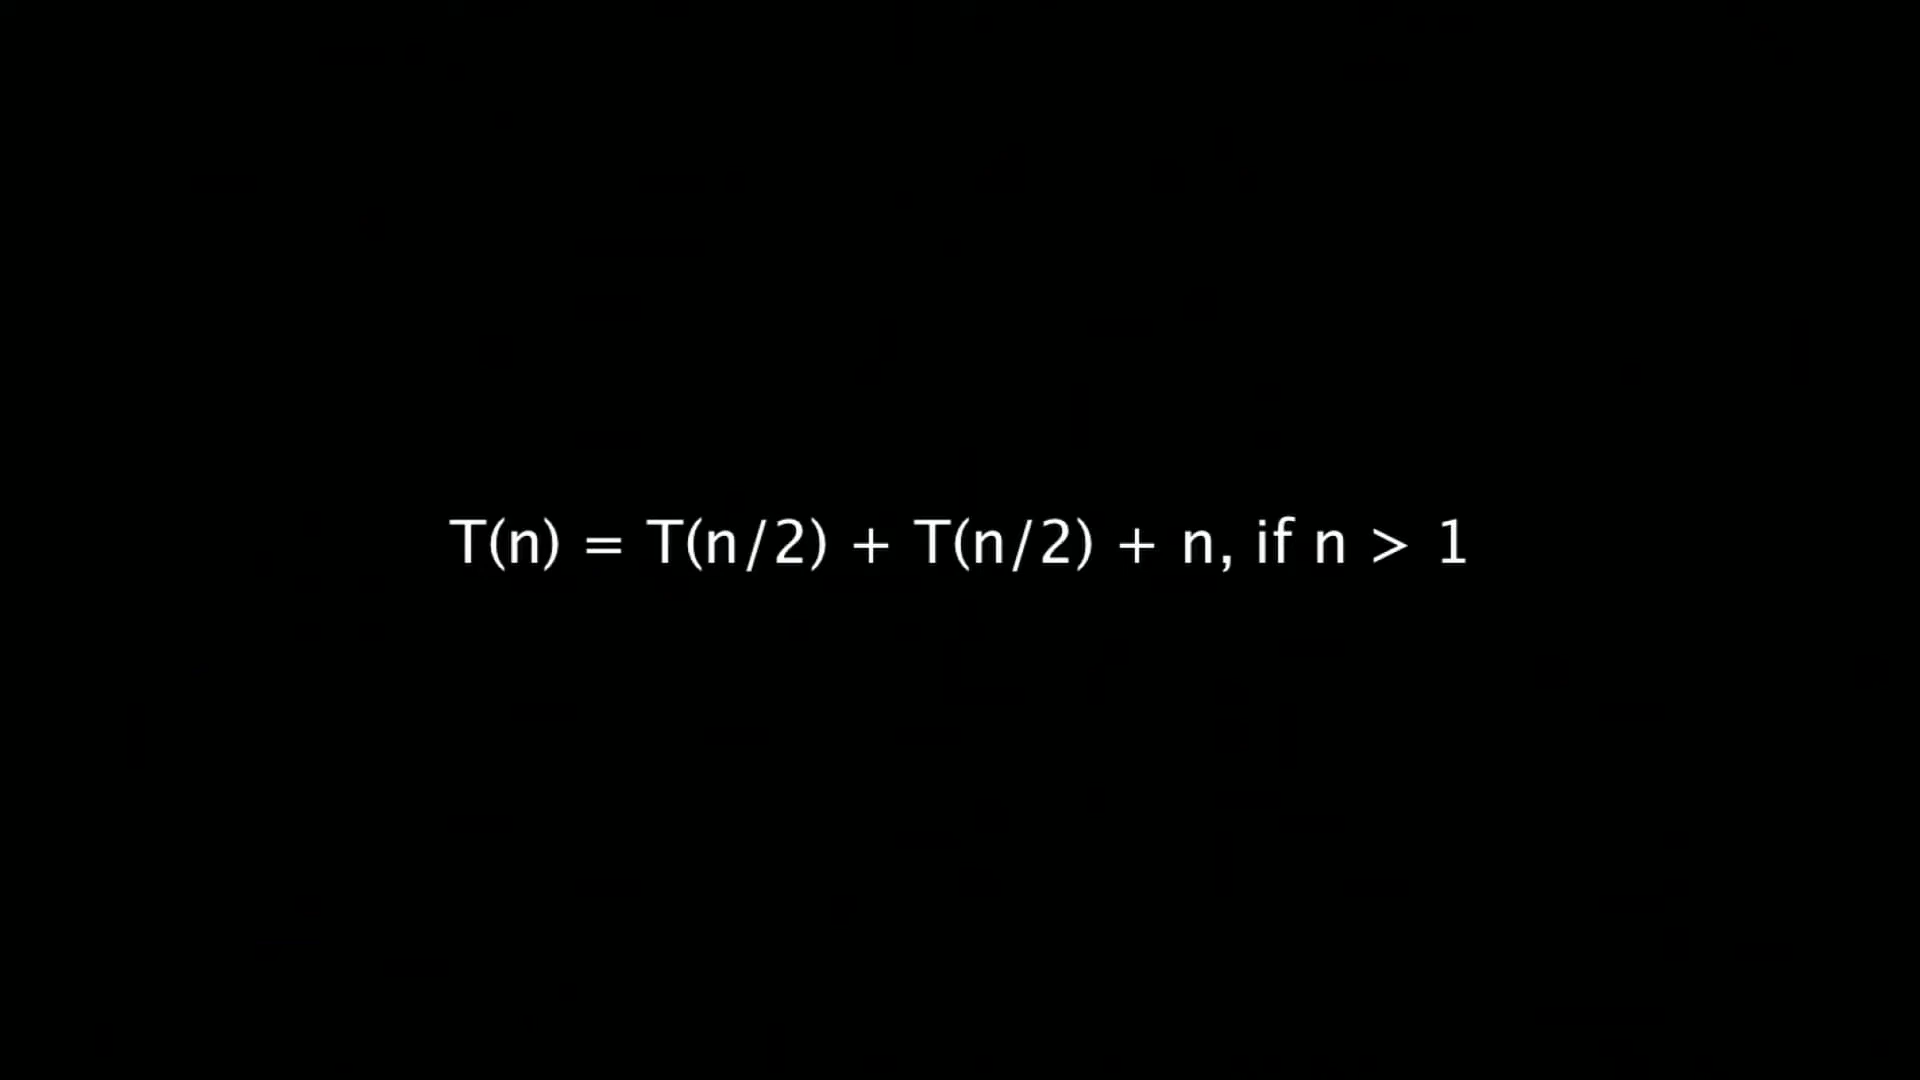 T(n) = T(n/2) + T(n/2) + n, if n > 1